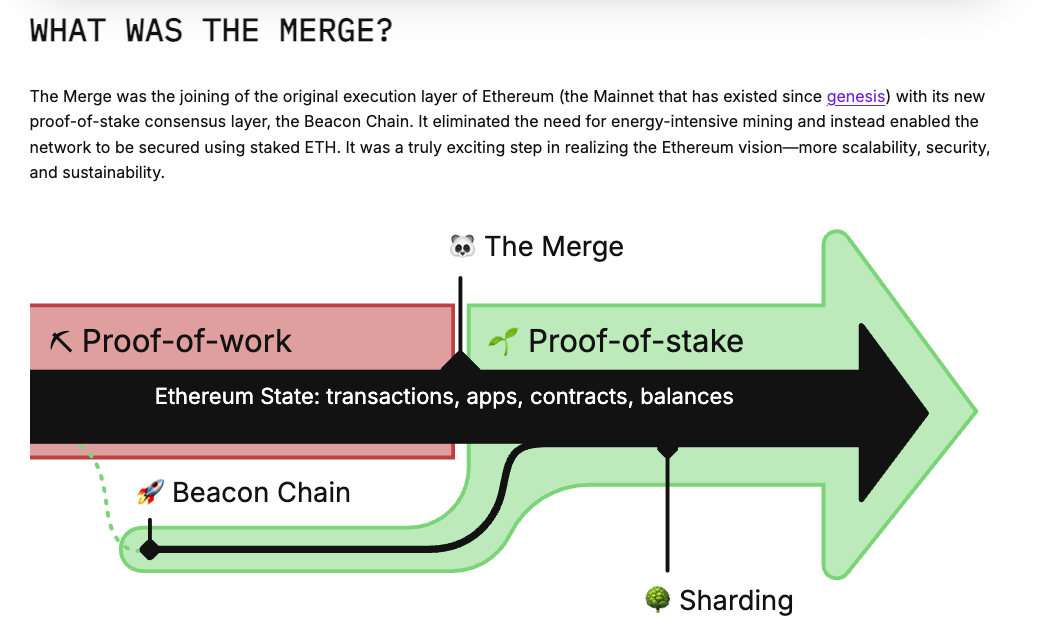 WHAT WAS THE MERGE?
The Merge was the joining of the original execution layer of Ethereum (the Mainnet that has existed since genesis) with its new
proof-of-stake consensus layer, the Beacon Chain. It eliminated the need for energy-intensive mining and instead enabled the
network to be secured using staked ETH. It was a truly exciting step in realizing the Ethereum vision—more scalability, security,
and sustainability.
🐼 The Merge
⛏ Proof-of-work
🌱 Proof-of-stake
Ethereum State: transactions, apps, contracts, balances
🚀 Beacon Chain
🌳 Sharding